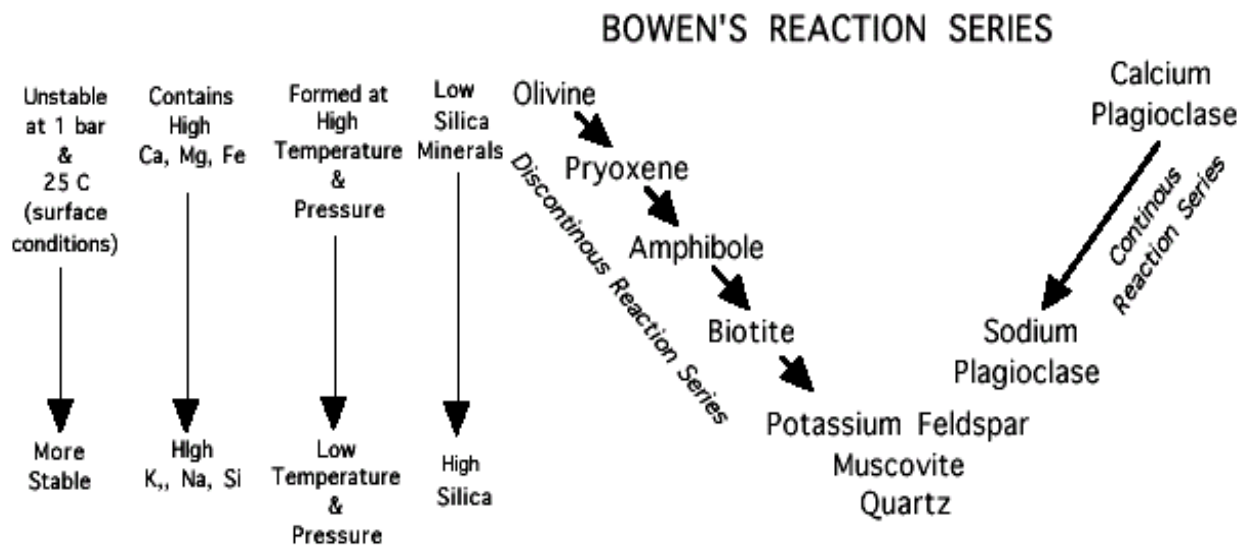 BOWEN'S REACTION SERIES
Unstable
at 1 bar
&
25 C
(surface
conditions)
More
Stable
Contains
High
Ca, Mg, Fe
HIgh
K,, Na, Si
Formed at
High
Temperature
&
Pressure
Low
Temperature
&
Pressure
Low
Silica
Minerals
High
Silica
Olivine
Pryoxene
Amphibole
Biotite
Discontinous Reaction Series
Calcium
Plagioclase
Continous
Reaction Series
Sodium
Plagioclase
Potassium Feldspar
Muscovite
Quartz